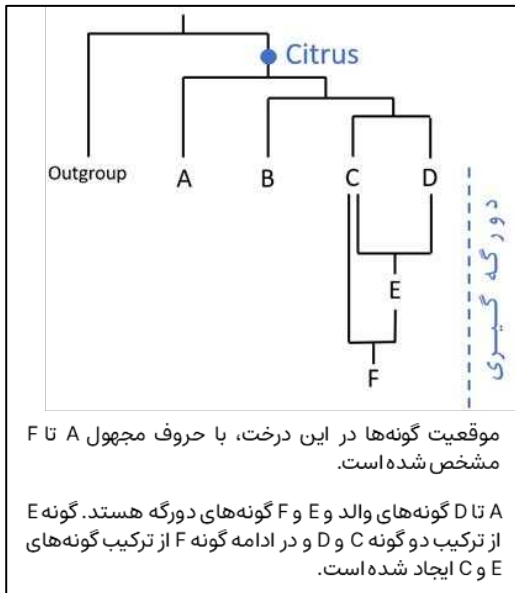 Citrus
Outgroup A B C D
E
F
دورگه گیری
موقعیت گونه‌ها در این درخت، با حروف مجهول A تا F
مشخص شده است.
A تا D گونه‌های والد و E و F گونه‌های دورگه هستد. گونه E
از ترکیب دو گونه C و D و در ادامه گونه F از ترکیب گونه‌های
E و C ایجاد شده است.